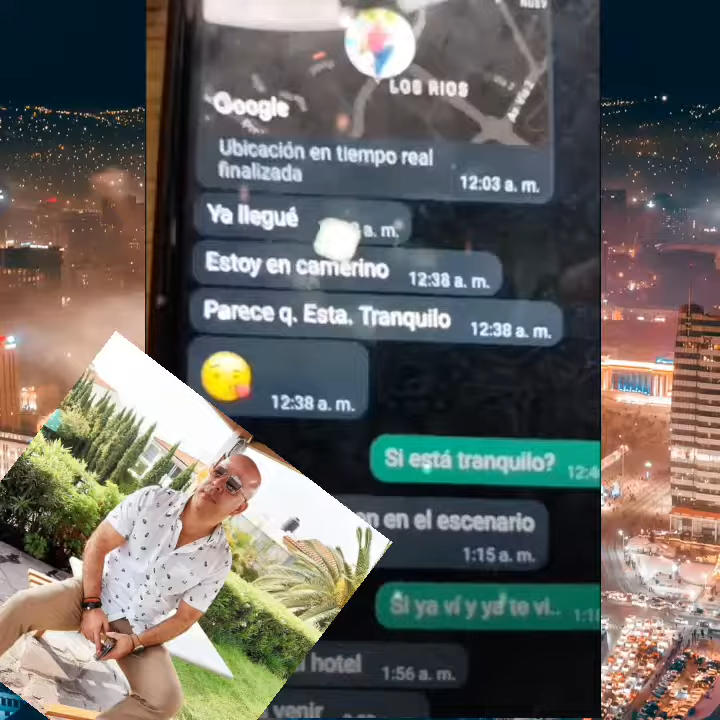 LOS RIOS
Google
Ubicación en tiempo real
finalizada
12:03 a. m.
Ya llegué
a. m.
Estoy en camerino 12:38 a. m.
Parece q. Esta. Tranquilo 12:38 a. m.
12:38 a. m.
Si está tranquilo?
en el escenario
1:15 a. m.
Si ya ví y ya te ví..
hotel 1:56 a. m.
venir